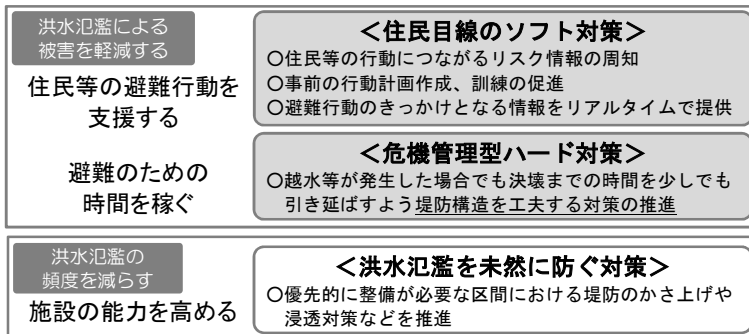 洪水氾濫による
被害を軽減する
住民等の避難行動を
支援する
＜住民目線のソフト対策＞
○住民等の行動につながるリスク情報の周知
○事前の行動計画作成、訓練の促進
○避難行動のきっかけとなる情報をリアルタイムで提供
避難のための
時間を稼ぐ
＜危機管理型ハード対策＞
○越水等が発生した場合でも決壊までの時間を少しでも
引き延ばすよう堤防構造を工夫する対策の推進
洪水氾濫の
頻度を減らす
施設の能力を高める
＜洪水氾濫を未然に防ぐ対策＞
○優先的に整備が必要な区間における堤防のかさ上げや
浸透対策などを推進